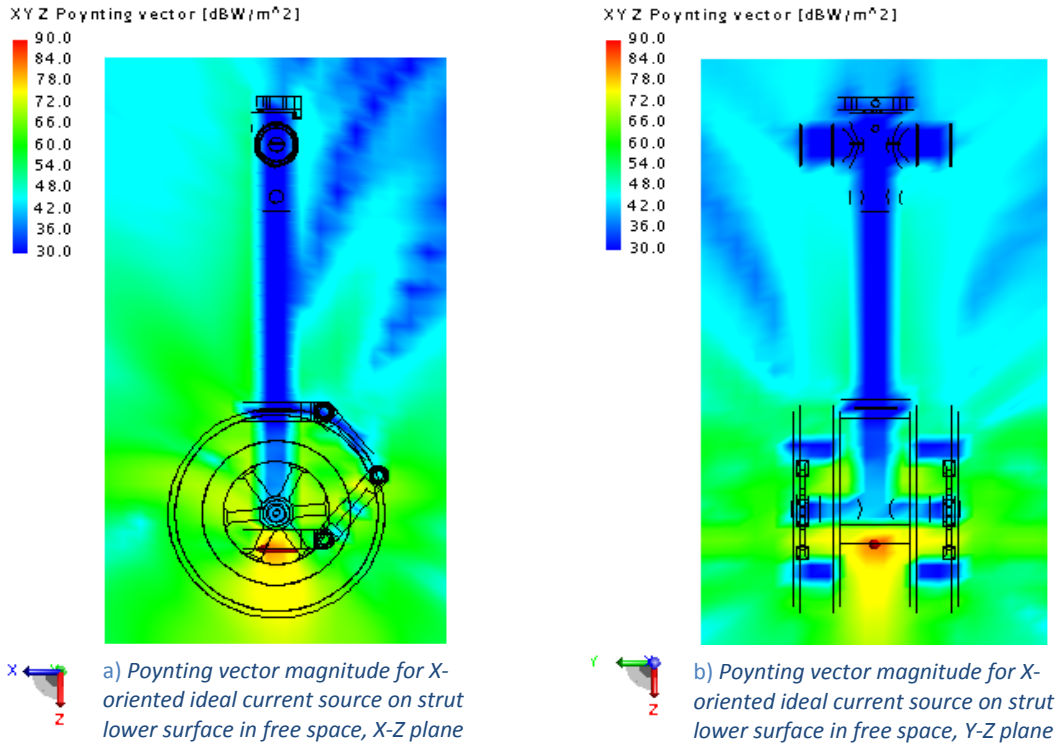 XY Z Poynting vector [dBW/m^2]
90.0
84.0
78.0
72.0
66.0
60.0
54.0
48.0
42.0
36.0
30.0
X
Z
a) Poynting vector magnitude for X-
oriented ideal current source on strut
lower surface in free space, X-Z plane
XY Z Poynting vector [dBW/m^2]
90.0
84.0
78.0
72.0
66.0
60.0
54.0
48.0
42.0
36.0
30.0
Y
Z
b) Poynting vector magnitude for X-
oriented ideal current source on strut
lower surface in free space, Y-Z plane